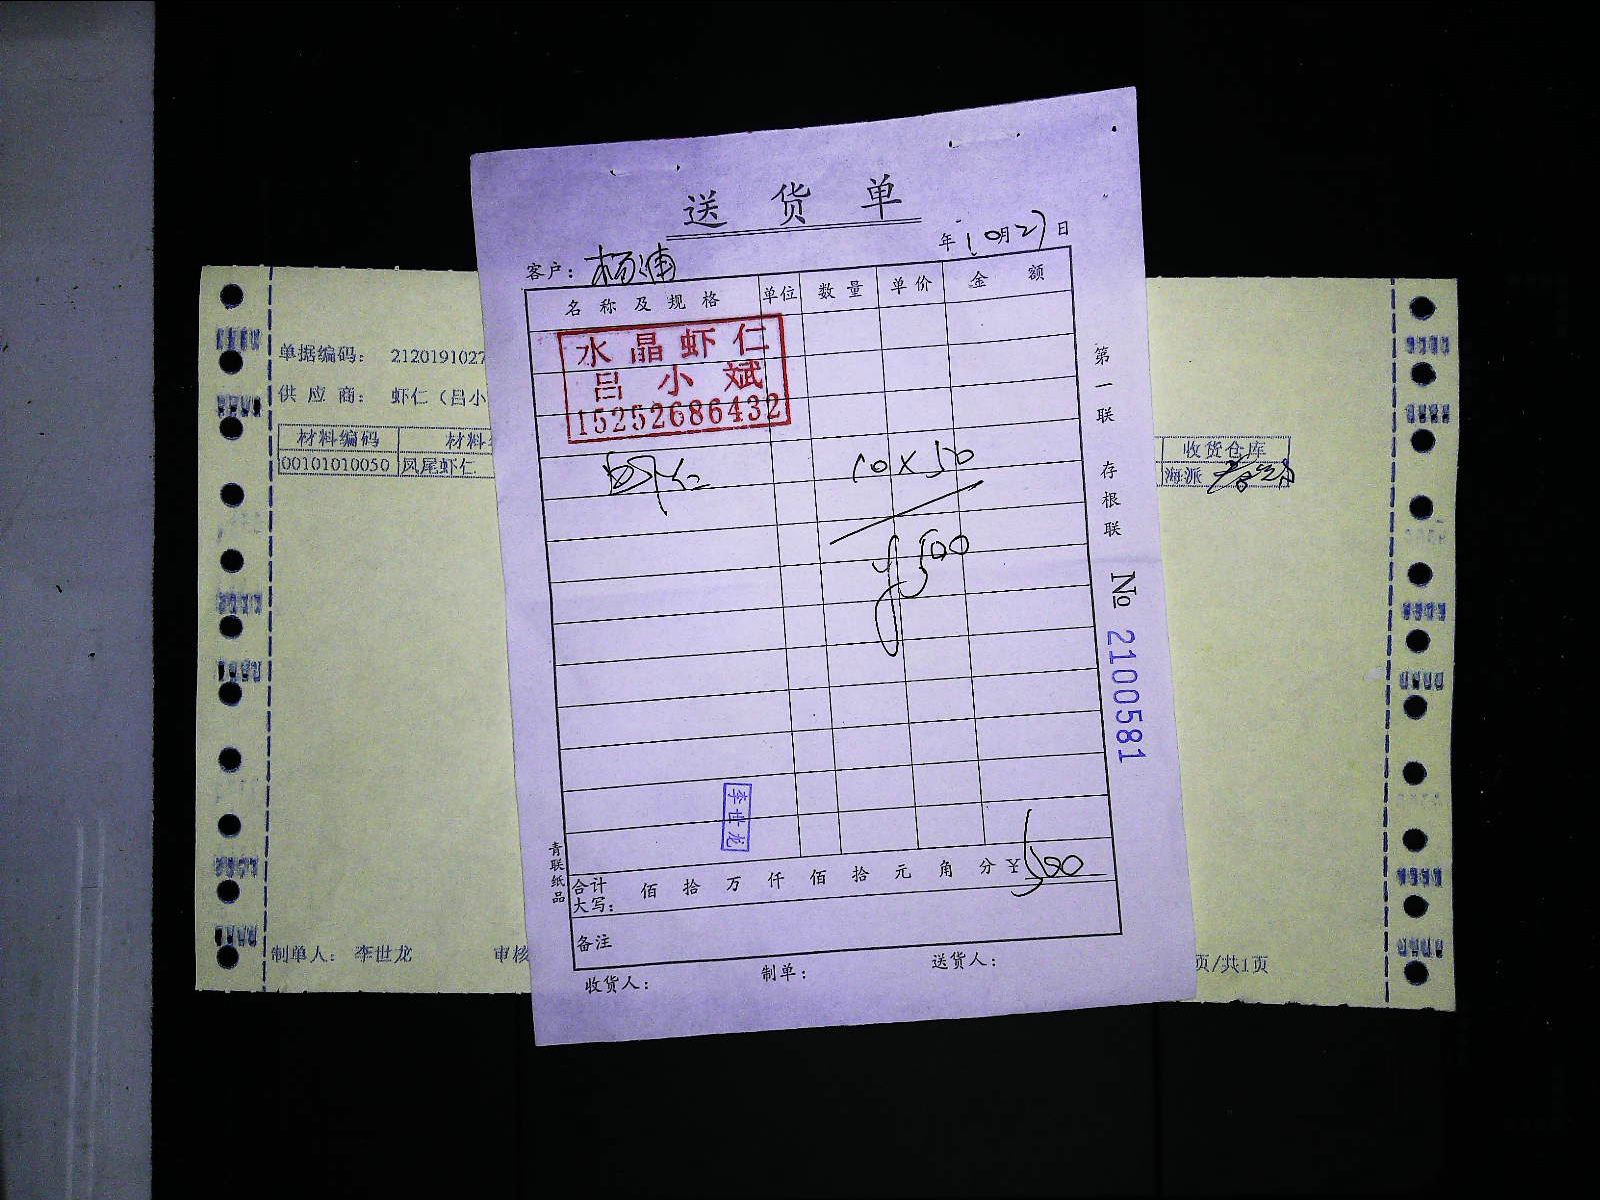 送货单
客户：杨浦
年10月27日
名称及规格 单位 数量 单价 金额
水晶虾仁
吕小斌
15252686432
虾仁 10×50
¥500
李世龙
合计大写： 佰 拾 万 仟 佰 拾 元 角 分 ¥500
备注
收货人： 制单： 送货人：
第一联 存根联 № 2100581
青联纸品
单据编码： 2120191027
供应商： 虾仁（吕小
材料编码 材料
00101010050 凤尾虾仁
收货仓库
海派
制单人： 李世龙 审核
页/共1页